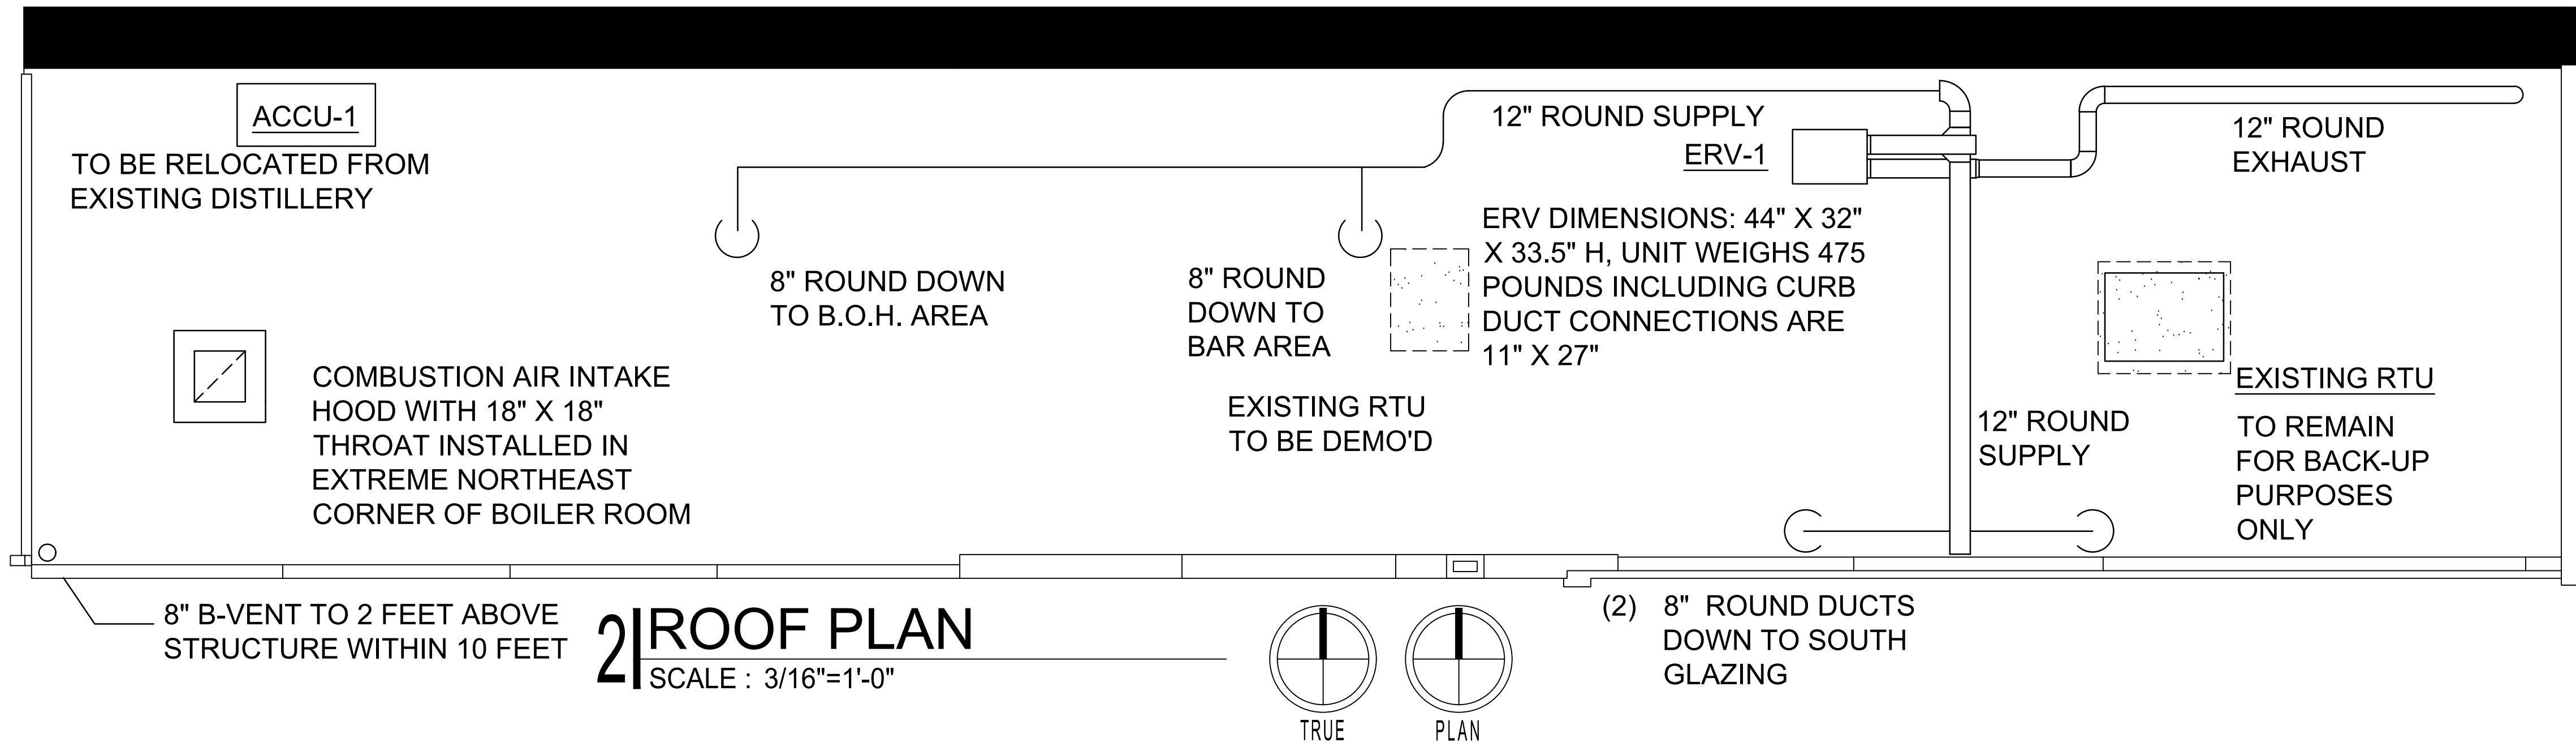 ACCU-1
TO BE RELOCATED FROM
EXISTING DISTILLERY
12" ROUND SUPPLY
ERV-1
12" ROUND
EXHAUST
ERV DIMENSIONS: 44" X 32"
X 33.5" H, UNIT WEIGHS 475
POUNDS INCLUDING CURB
DUCT CONNECTIONS ARE
11" X 27"
8" ROUND DOWN
TO B.O.H. AREA
8" ROUND
DOWN TO
BAR AREA
EXISTING RTU
TO BE DEMO'D
COMBUSTION AIR INTAKE
HOOD WITH 18" X 18"
THROAT INSTALLED IN
EXTREME NORTHEAST
CORNER OF BOILER ROOM
12" ROUND
SUPPLY
EXISTING RTU
TO REMAIN
FOR BACK-UP
PURPOSES
ONLY
8" B-VENT TO 2 FEET ABOVE
STRUCTURE WITHIN 10 FEET
2 ROOF PLAN
SCALE : 3/16"=1'-0"
TRUE
PLAN
(2) 8" ROUND DUCTS
DOWN TO SOUTH
GLAZING